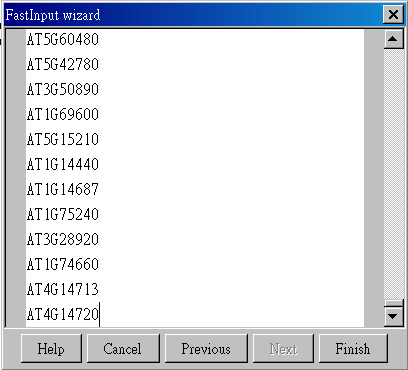 FastInput wizard
AT5G60480
AT5G42780
AT3G50890
AT1G69600
AT5G15210
AT1G14440
AT1G14687
AT1G75240
AT3G28920
AT1G74660
AT4G14713
AT4G14720
Help Cancel Previous Next Finish